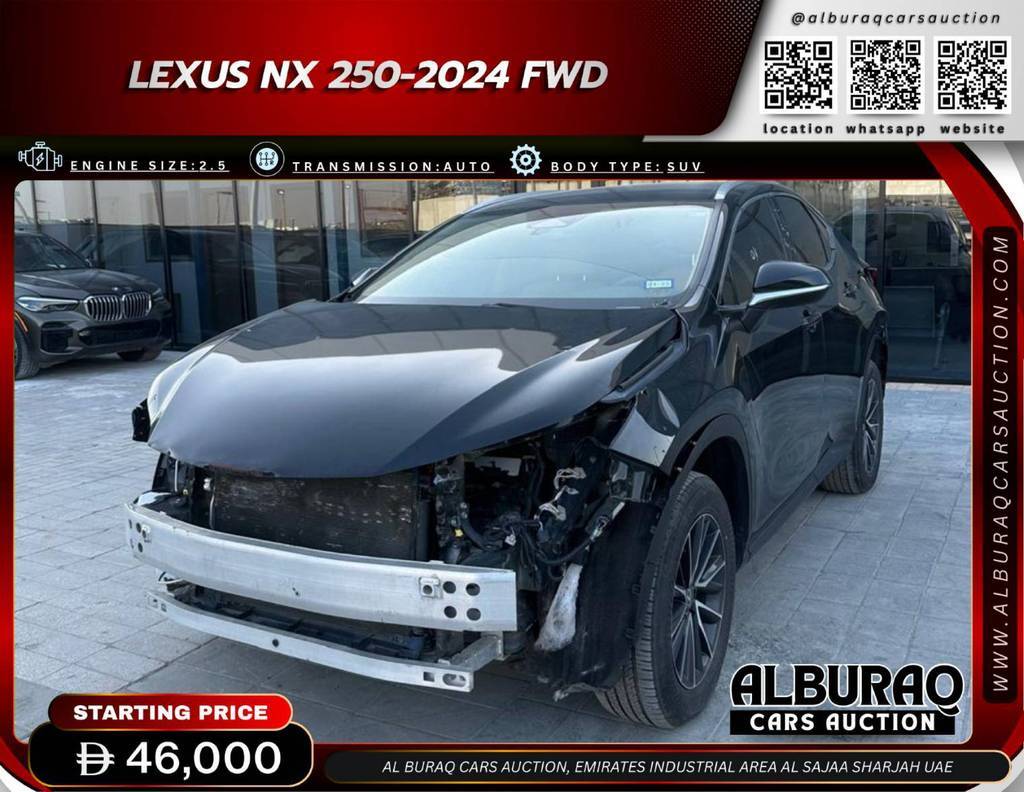 @alburaqcarsauction
LEXUS NX 250-2024 FWD
location whatsapp website
ENGINE SIZE:2.5 TRANSMISSION:AUTO BODY TYPE: SUV
WWW.ALBURAQCARSAUCTION.COM
ALBURAQ
CARS AUCTION
STARTING PRICE
46,000
AL BURAQ CARS AUCTION, EMIRATES INDUSTRIAL AREA AL SAJAA SHARJAH UAE